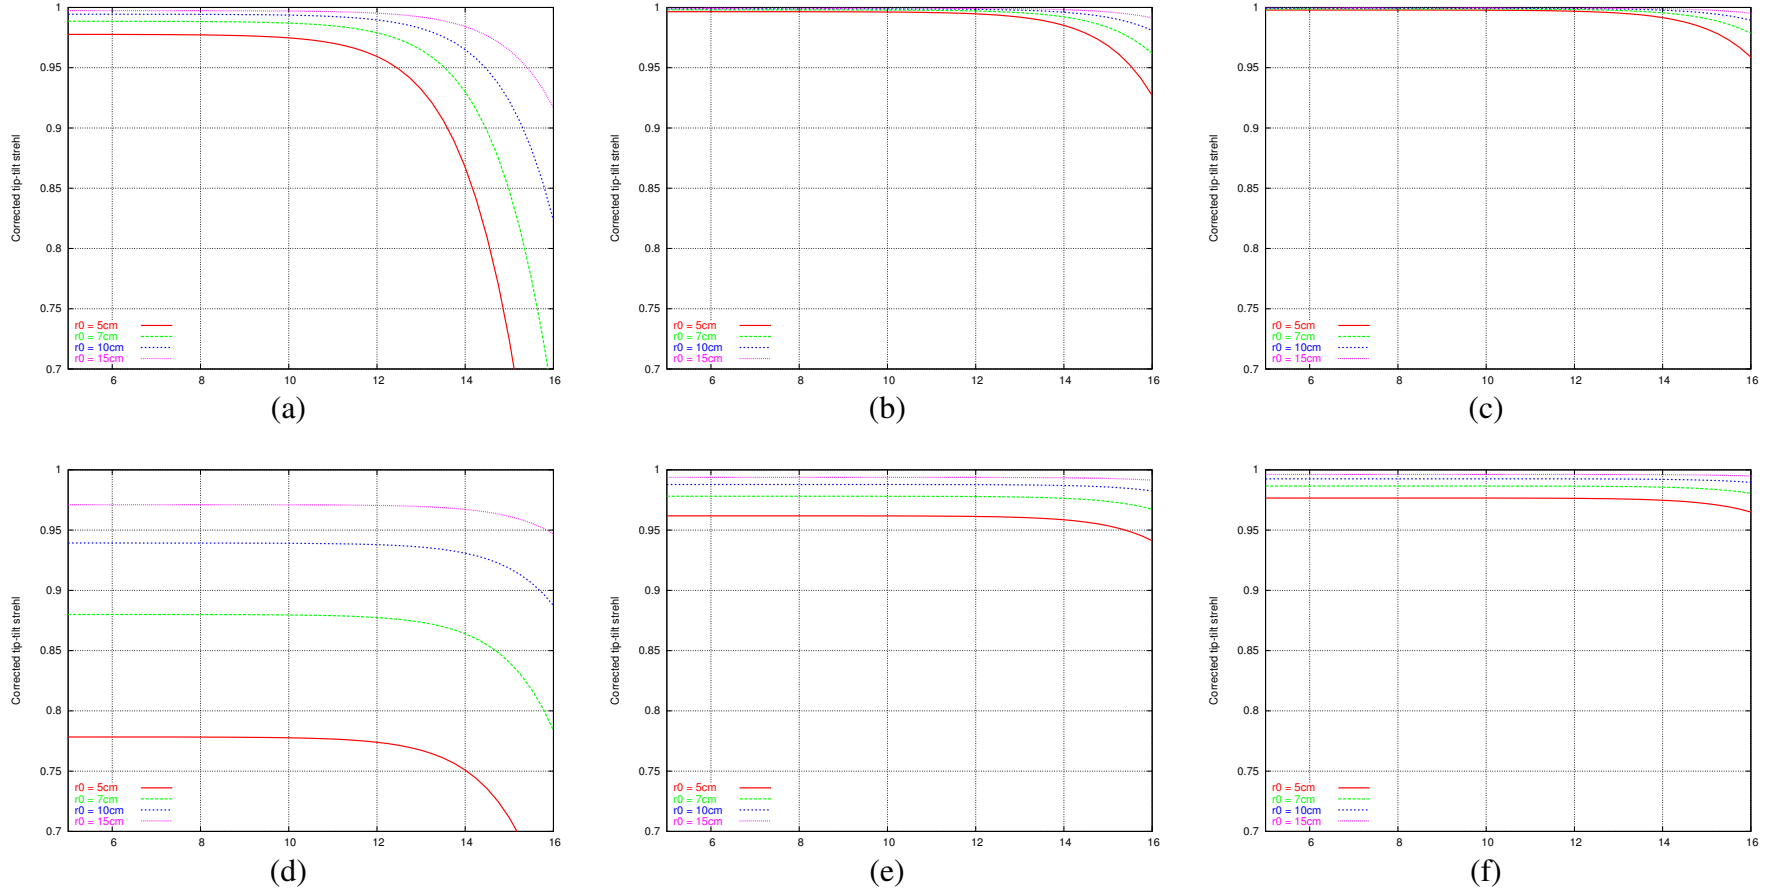 1
0.95
0.9
0.85
0.8
0.75
0.7
Corrected tip-tilt strehl
r0 = 5cm
r0 = 7cm
r0 = 10cm
r0 = 15cm
6 8 10 12 14 16
(a)
1
0.95
0.9
0.85
0.8
0.75
0.7
Corrected tip-tilt strehl
r0 = 5cm
r0 = 7cm
r0 = 10cm
r0 = 15cm
6 8 10 12 14 16
(b)
1
0.95
0.9
0.85
0.8
0.75
0.7
Corrected tip-tilt strehl
r0 = 5cm
r0 = 7cm
r0 = 10cm
r0 = 15cm
6 8 10 12 14 16
(c)
1
0.95
0.9
0.85
0.8
0.75
0.7
Corrected tip-tilt strehl
r0 = 5cm
r0 = 7cm
r0 = 10cm
r0 = 15cm
6 8 10 12 14 16
(d)
1
0.95
0.9
0.85
0.8
0.75
0.7
Corrected tip-tilt strehl
r0 = 5cm
r0 = 7cm
r0 = 10cm
r0 = 15cm
6 8 10 12 14 16
(e)
1
0.95
0.9
0.85
0.8
0.75
0.7
Corrected tip-tilt strehl
r0 = 5cm
r0 = 7cm
r0 = 10cm
r0 = 15cm
6 8 10 12 14 16
(f)